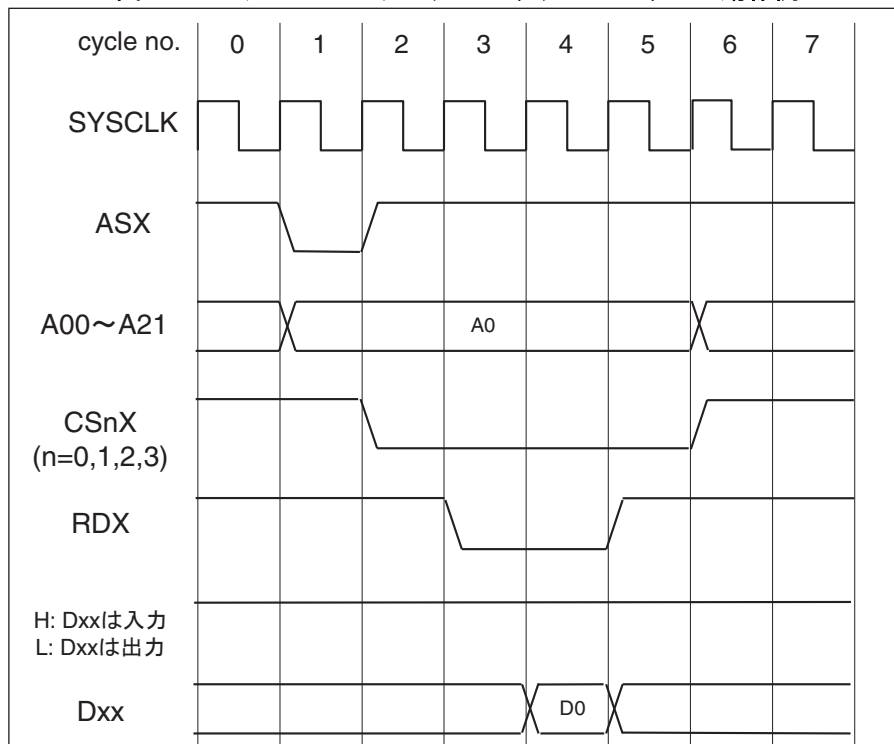 cycle no. 0 1 2 3 4 5 6 7
SYSCLK
ASX
A00～A21 A0
CSnX
(n=0,1,2,3)
RDX
H: Dxxは入力
L: Dxxは出力
Dxx D0